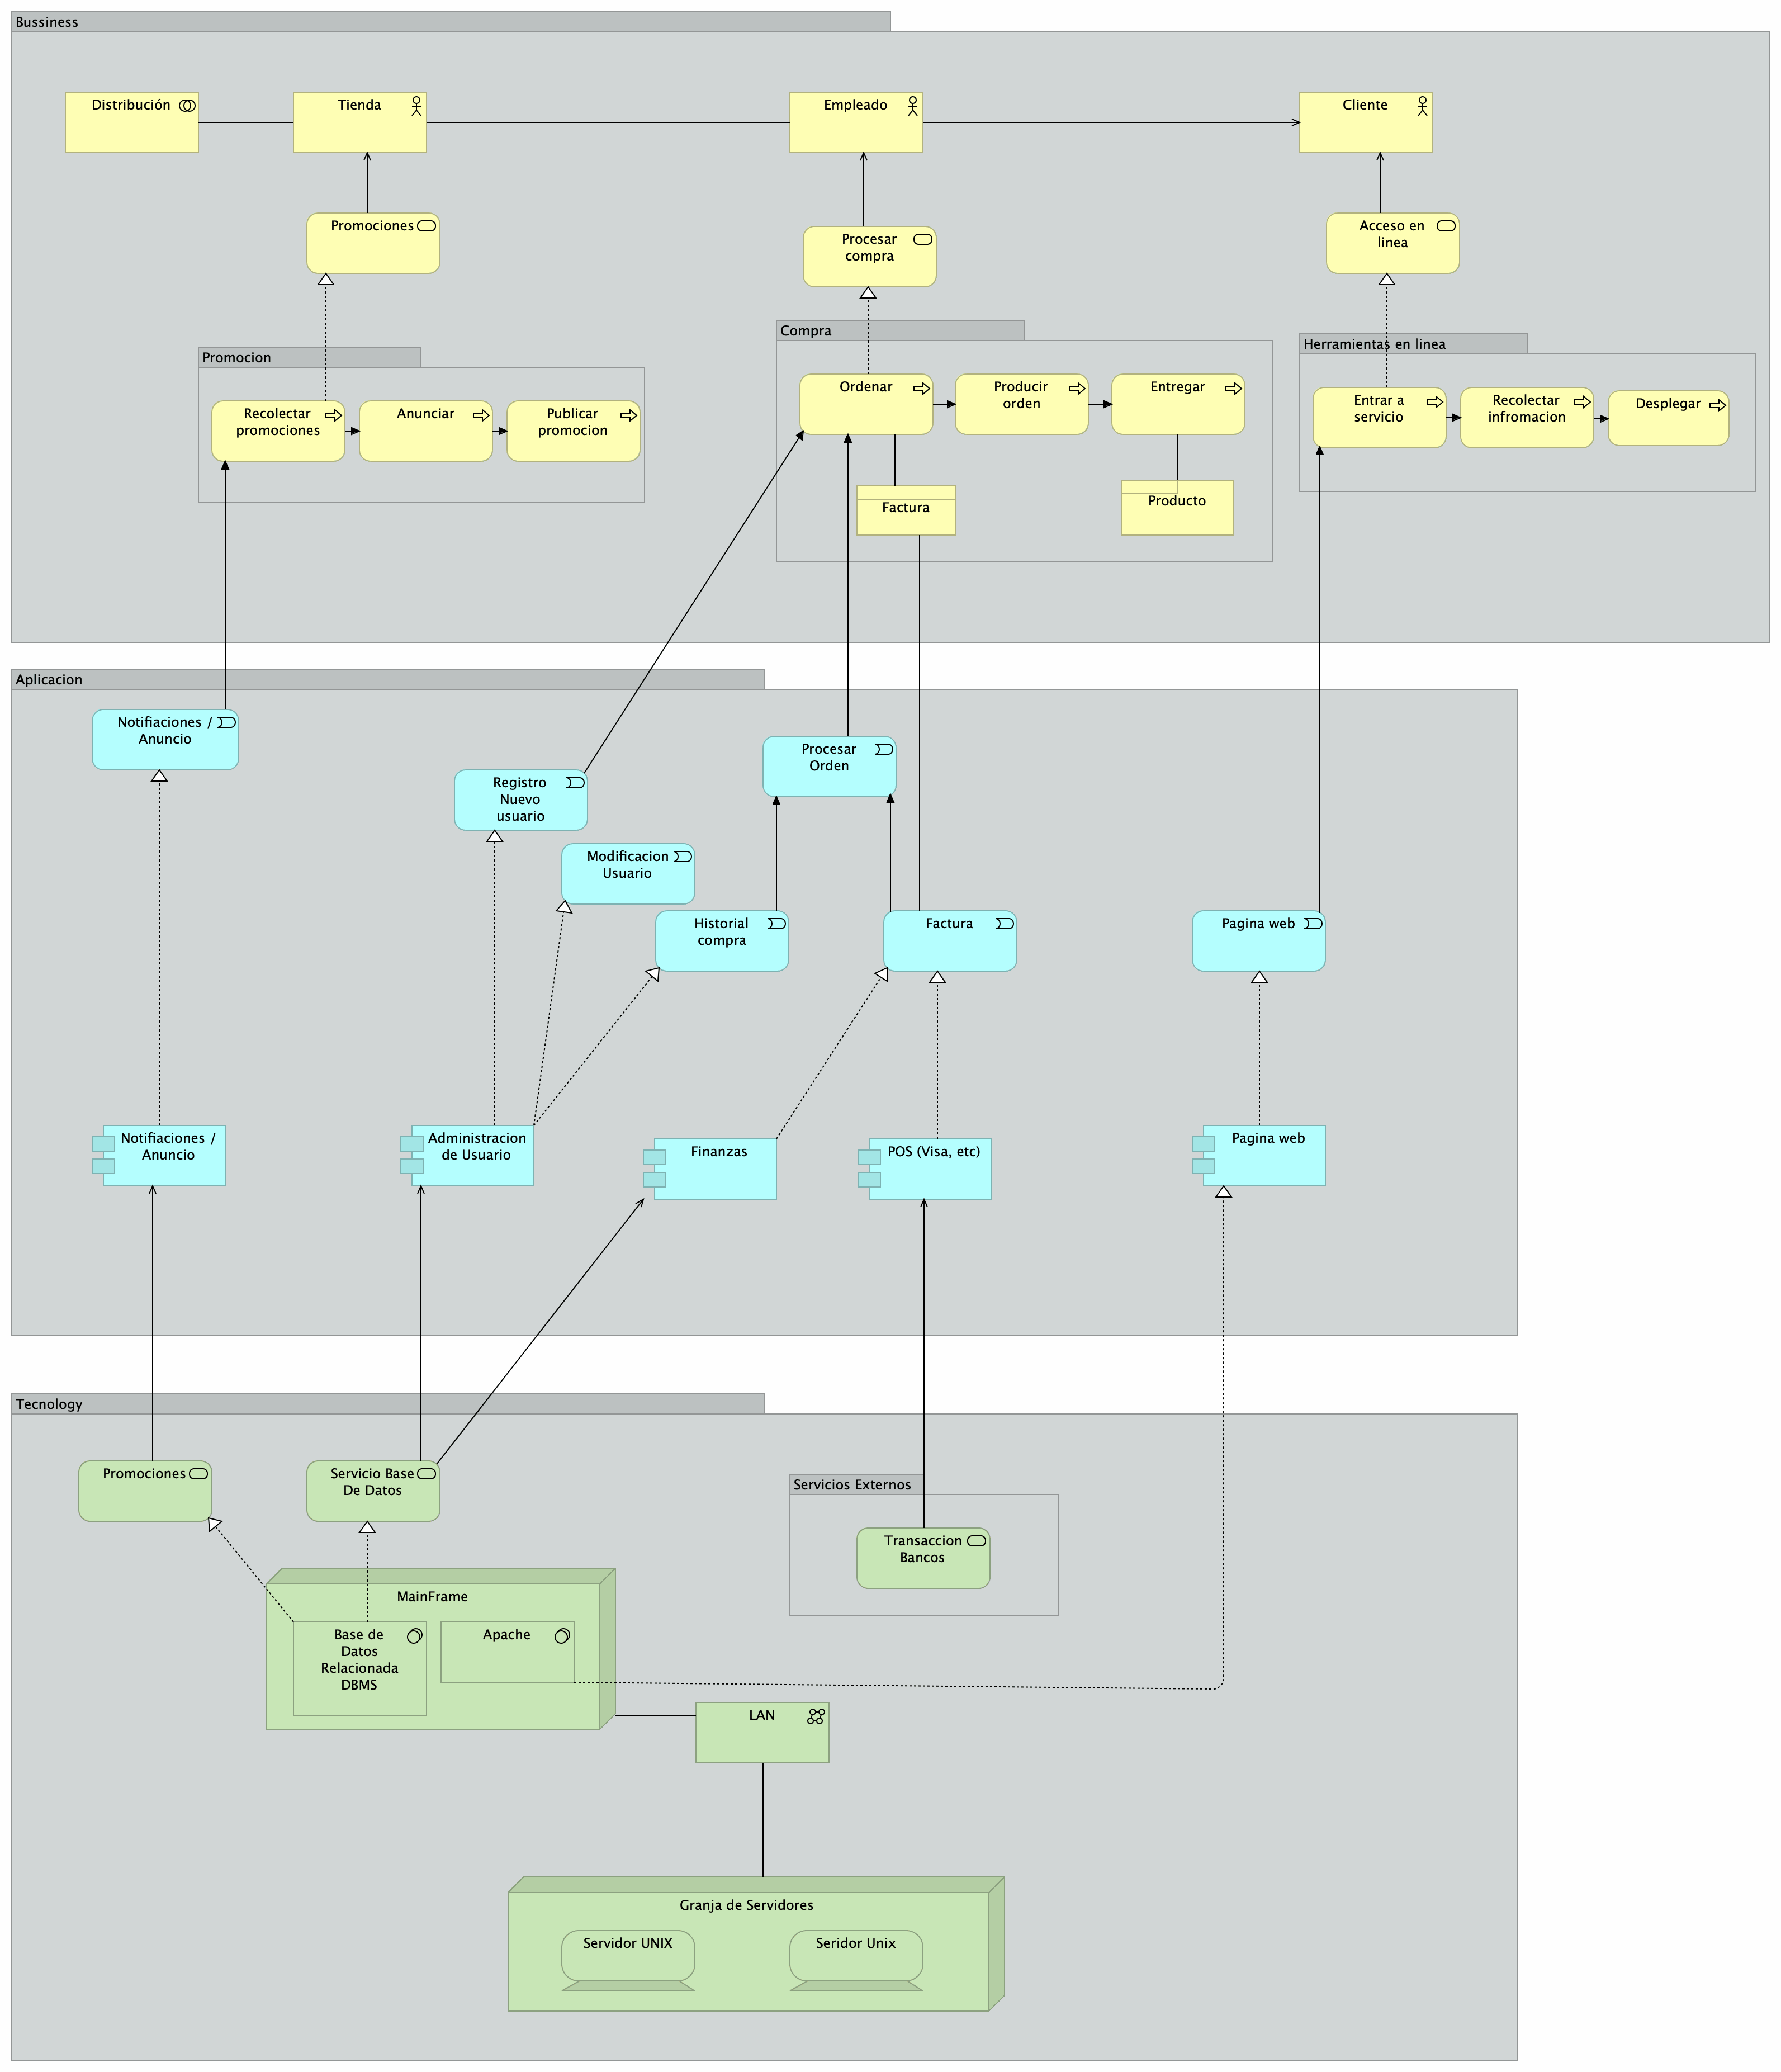 Bussiness
Distribución
Tienda
Empleado
Cliente
Promociones
Procesar
compra
Acceso en
linea
Promocion
Recolectar
promociones
Anunciar
Publicar
promocion
Compra
Ordenar
Producir
orden
Entregar
Factura
Producto
Herramientas en linea
Entrar a
servicio
Recolectar
infromacion
Desplegar
Aplicacion
Notifiaciones /
Anuncio
Registro
Nuevo
usuario
Procesar
Orden
Modificacion
Usuario
Historial
compra
Factura
Pagina web
Notifiaciones /
Anuncio
Administracion
de Usuario
Finanzas
POS (Visa, etc)
Pagina web
Tecnology
Promociones
Servicio Base
De Datos
Servicios Externos
Transaccion
Bancos
MainFrame
Base de
Datos
Relacionada
DBMS
Apache
LAN
Granja de Servidores
Servidor UNIX
Seridor Unix